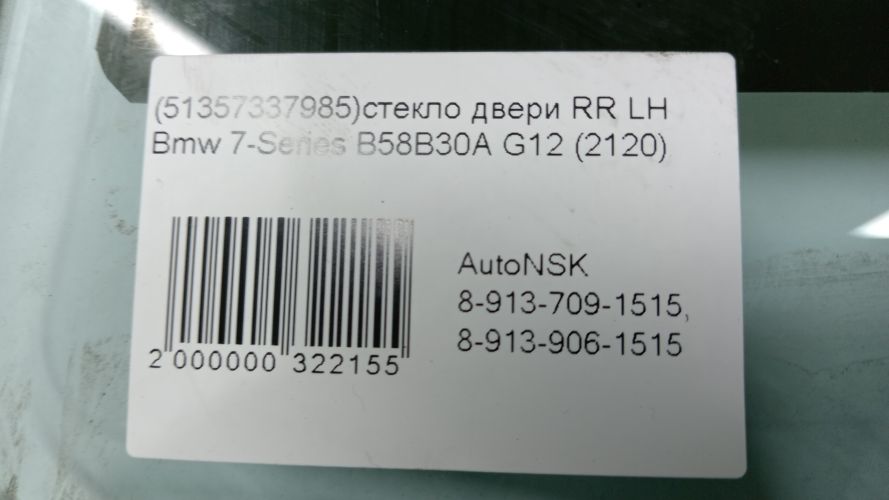 (51357337985)стекло двери RR LH
Bmw 7-Series B58B30A G12 (2120)
AutoNSK
8-913-709-1515,
8-913-906-1515
2 000000 322155